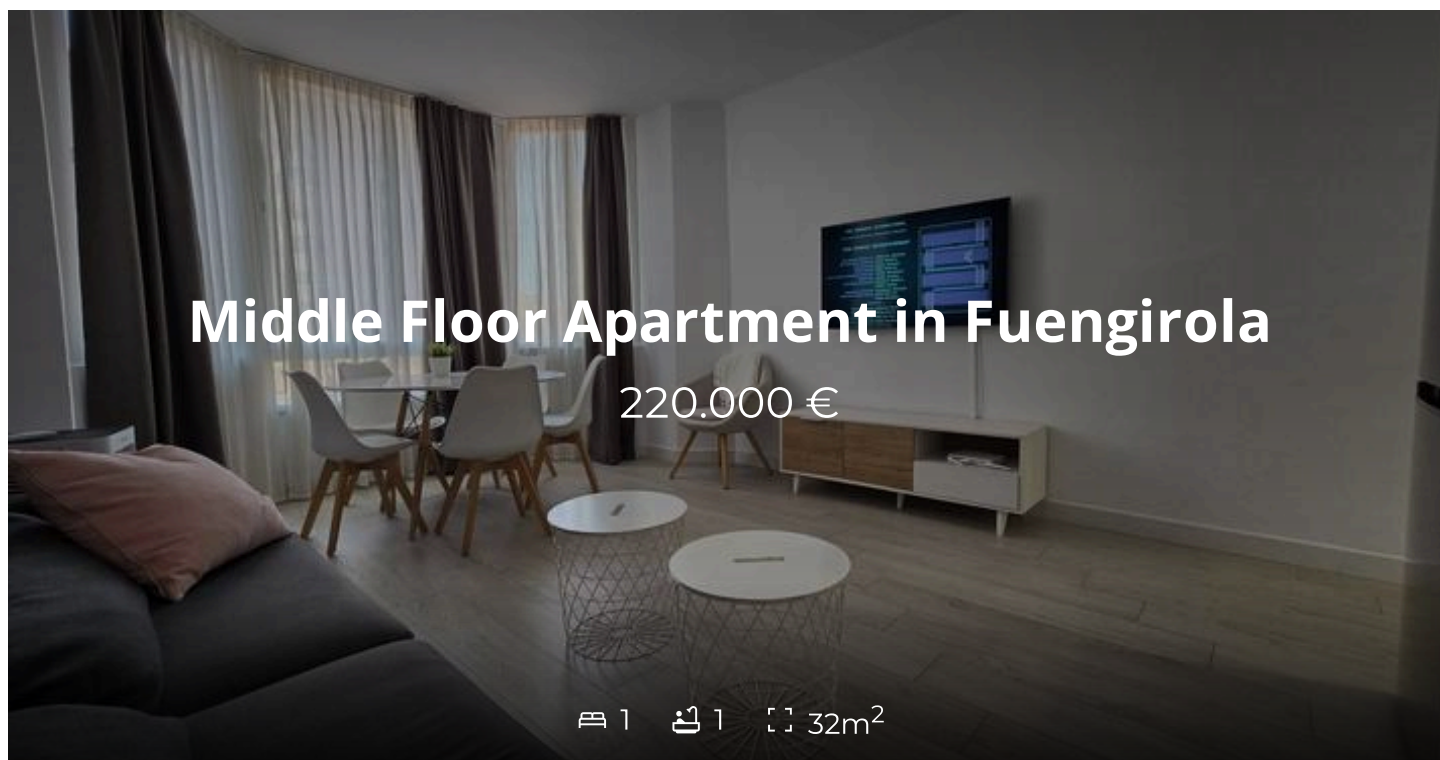 Middle Floor Apartment in Fuengirola
220.000 €
1 1 32m²